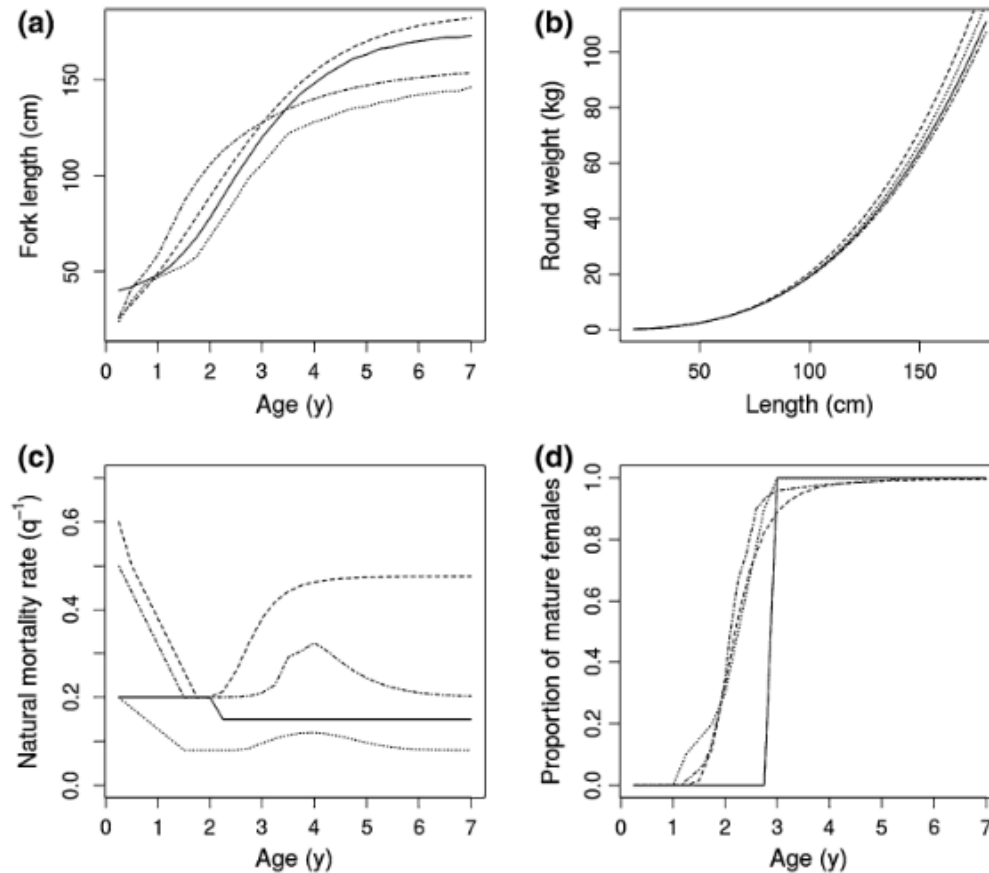 (a)
Fork length (cm)
50
100
150
0 1 2 3 4 5 6 7
Age (y)
(b)
Round weight (kg)
0 20 40 60 80 100
50 100 150
Length (cm)
(c)
Natural mortality rate (q⁻¹)
0.0 0.2 0.4 0.6
0 1 2 3 4 5 6 7
Age (y)
(d)
Proportion of mature females
0.0 0.2 0.4 0.6 0.8 1.0
0 1 2 3 4 5 6 7
Age (y)